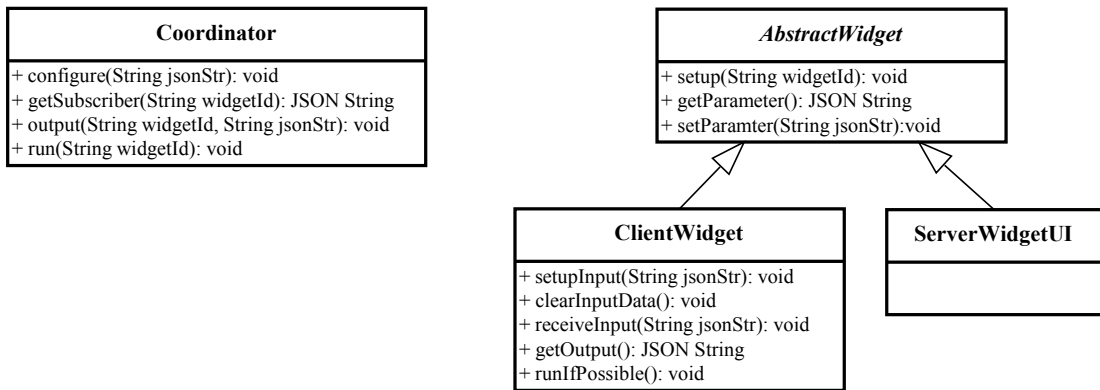 Coordinator
+ configure(String jsonStr): void
+ getSubscriber(String widgetId): JSON String
+ output(String widgetId, String jsonStr): void
+ run(String widgetId): void
AbstractWidget
+ setup(String widgetId): void
+ getParameter(): JSON String
+ setParamter(String jsonStr):void
ClientWidget
+ setupInput(String jsonStr): void
+ clearInputData(): void
+ receiveInput(String jsonStr): void
+ getOutput(): JSON String
+ runIfPossible(): void
ServerWidgetUI